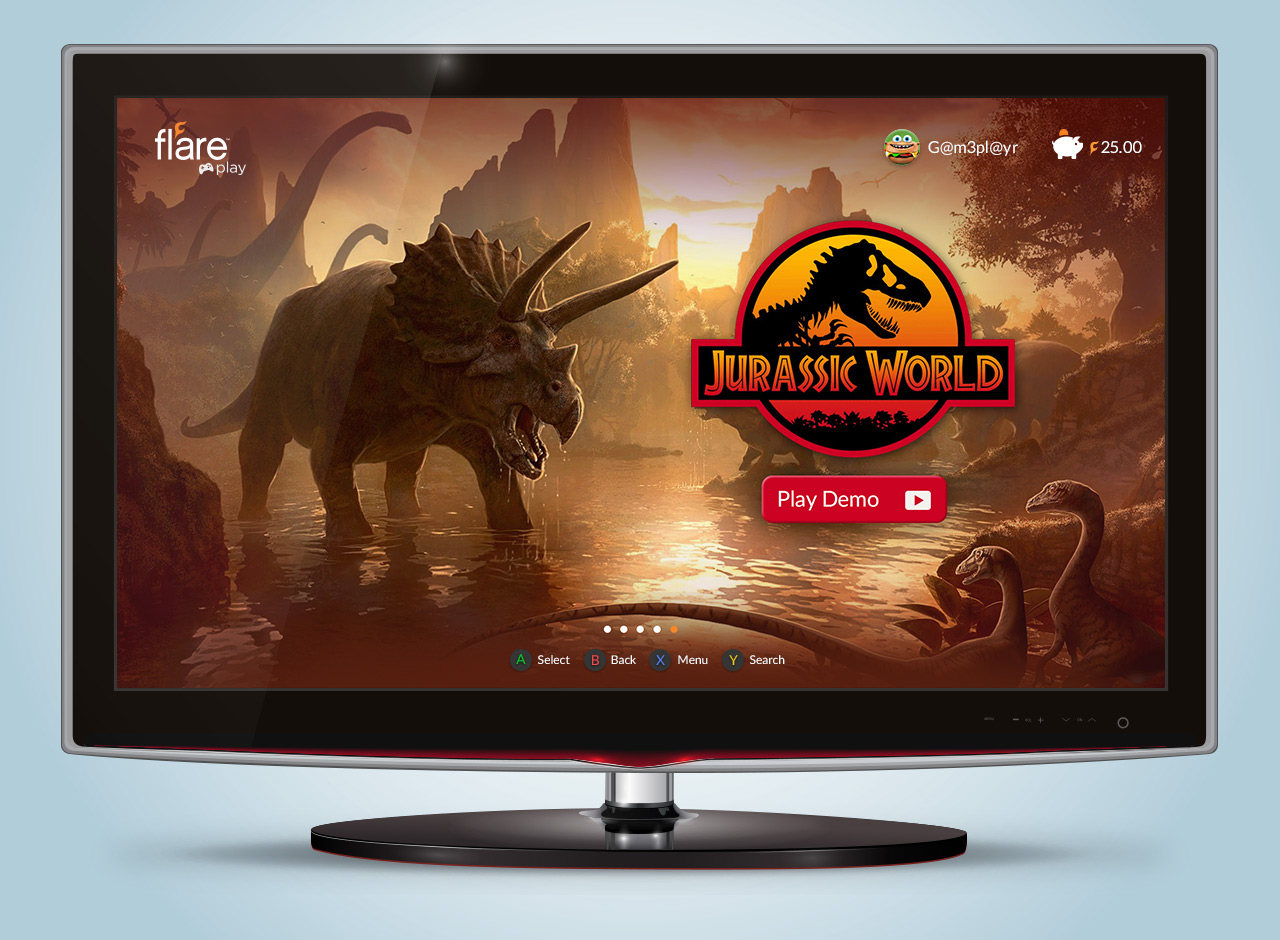 flare
play
G@m3pl@yr
25.00
JURASSIC WORLD
Play Demo
A Select B Back X Menu Y Search